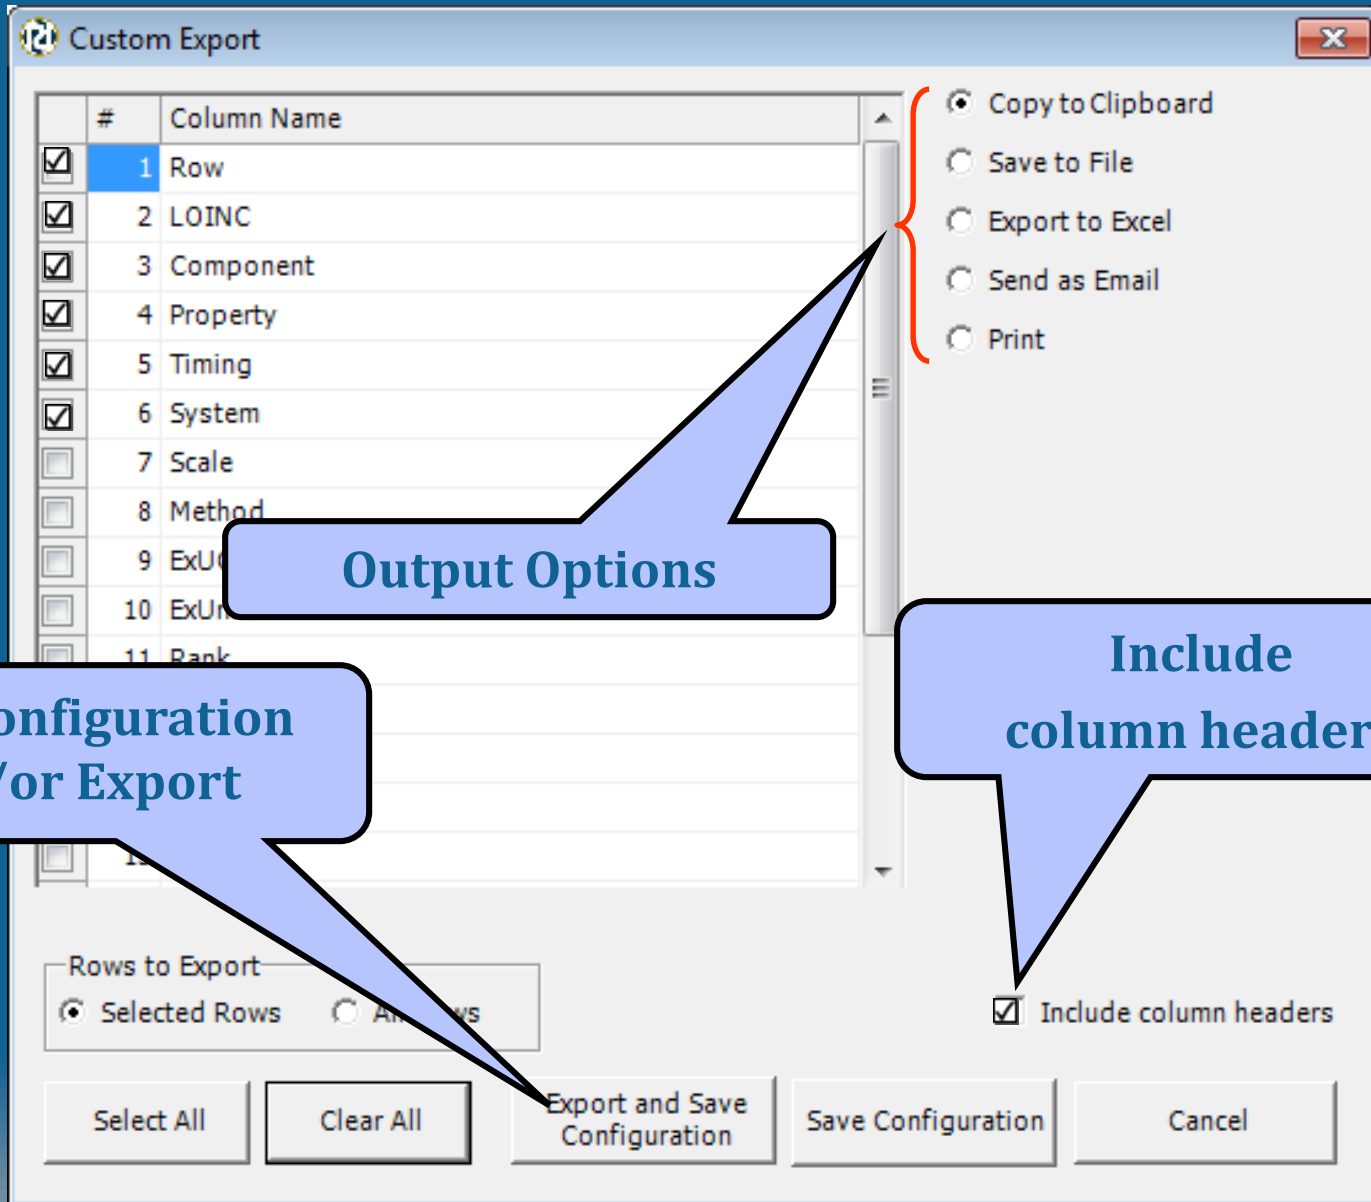 Custom Export
# Column Name
1 Row
2 LOINC
3 Component
4 Property
5 Timing
6 System
7 Scale
8 Method
9
10
11 Rank
Copy to Clipboard
Save to File
Export to Excel
Send as Email
Print
Output Options
Include
column header
onfiguration
/or Export
Rows to Export
Selected Rows
Include column headers
Select All
Clear All
Export and Save
Configuration
Save Configuration
Cancel